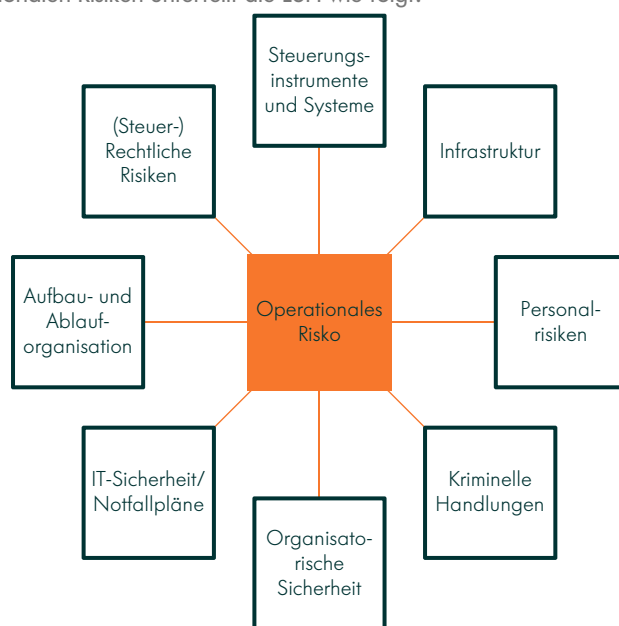 Steuerungs-
instrumente
und Systeme
(Steuer-)
Rechtliche
Risiken
Infrastruktur
Aufbau- und
Ablauf-
organisation
Operationales
Risko
Personal-
risiken
IT-Sicherheit/
Notfallpläne
Kriminelle
Handlungen
Organisato-
rische
Sicherheit